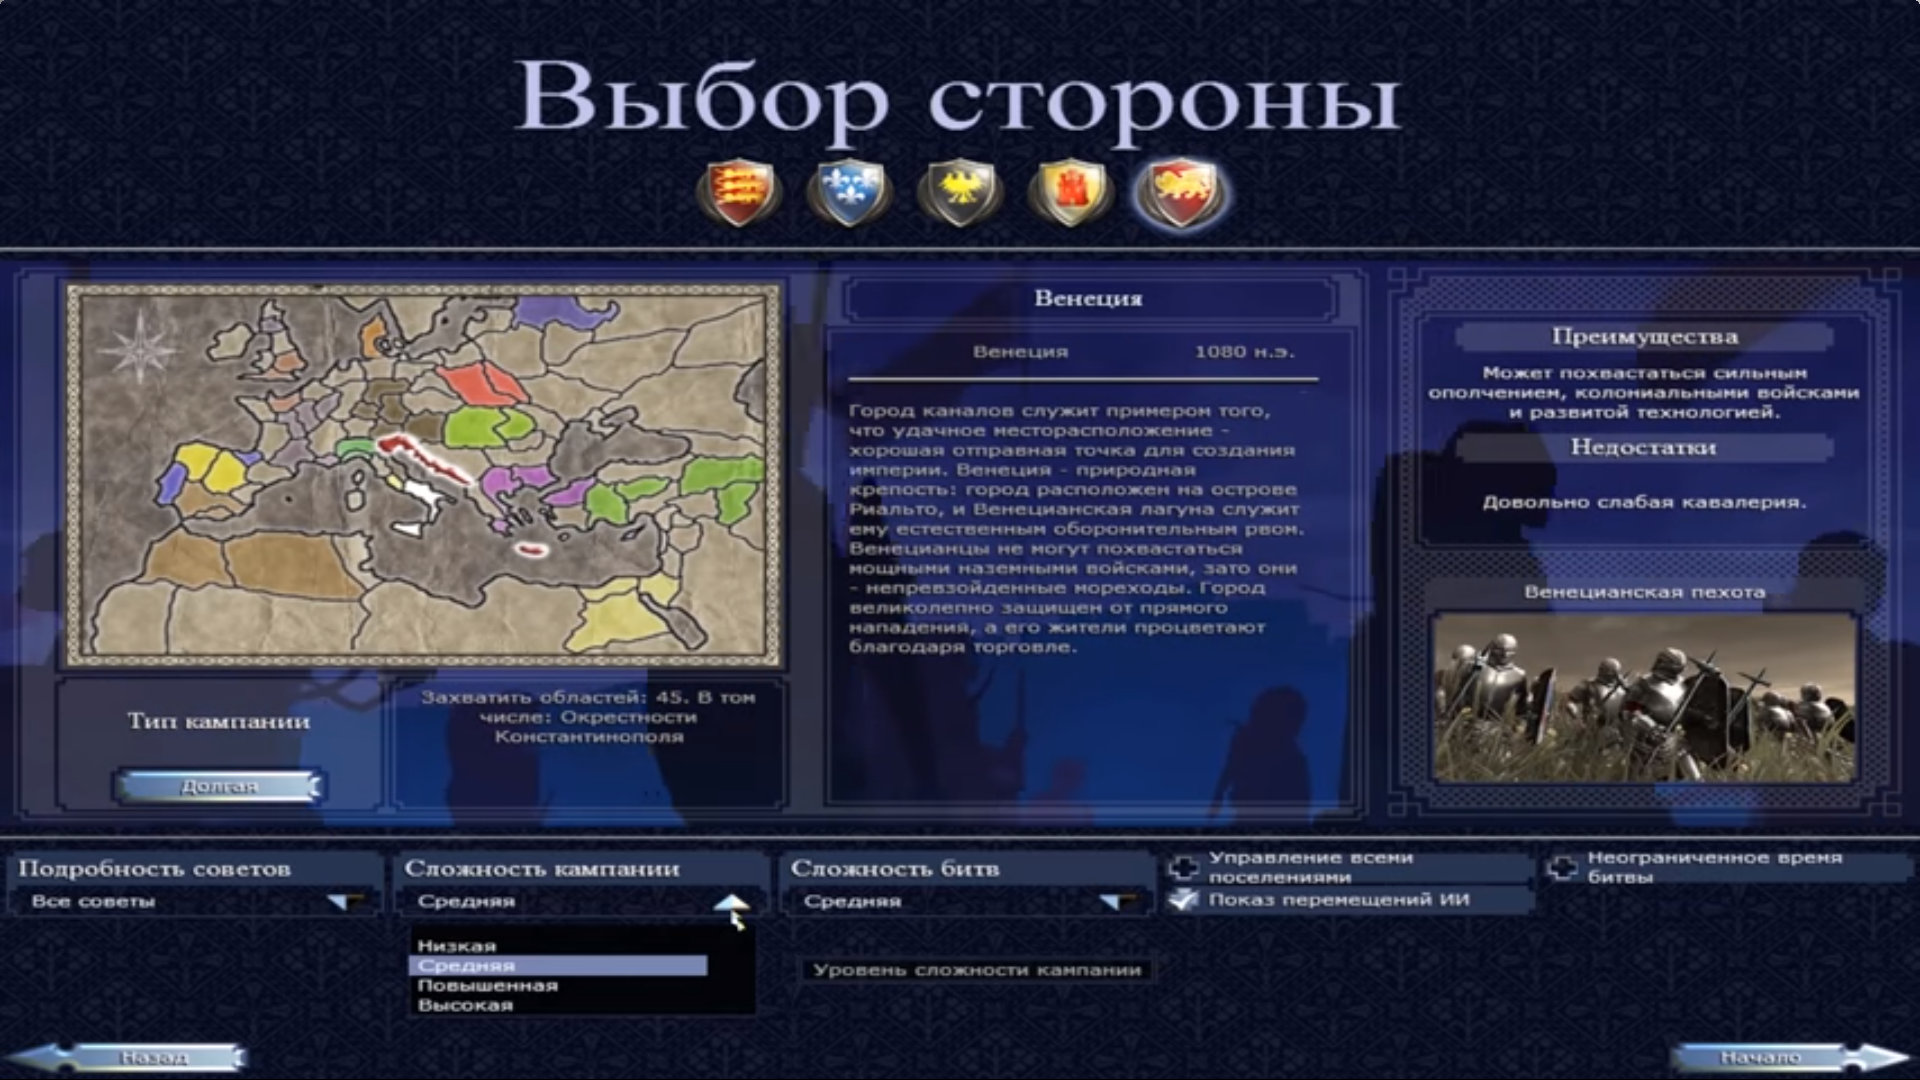 Выбор стороны
Венеция
Венеция 1080 н.э.
Город каналов служит примером того,
что удачное месторасположение -
хорошая отправная точка для создания
империи. Венеция - природная
крепость: город расположен на острове
Риальто, и Венецианская лагуна служит
ему естественным оборонительным рвом.
Венецианцы не могут похвастаться
мощными наземными войсками, зато они
- непревзойденные мореходы. Город
великолепно защищен от прямого
нападения, а его жители процветают
благодаря торговле.
Преимущества
Может похвастаться сильным
ополчением, колониальными войсками
и развитой технологией.
Недостатки
Довольно слабая кавалерия.
Венецианская пехота
Тип кампании
Долгая
Захватить областей: 45. В том
числе: Окрестности
Константинополя
Подробность советов
Все советы
Сложность кампании
Средняя
Низкая
Средняя
Повышенная
Высокая
Сложность битв
Средняя
Уровень сложности кампании
Управление всеми
поселениями
Показ перемещений ИИ
Неограниченное время
битвы
Назад
Начало